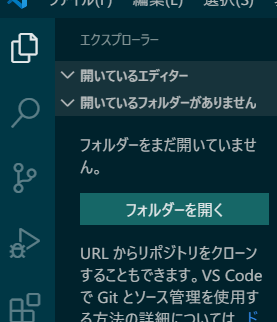 ファイル(F) 編集(E) 選択(S)
エクスプローラー
開いているエディター
開いているフォルダーがありません
フォルダーをまだ開いていませ
ん。
フォルダーを開く
URL からリポジトリをクローン
することもできます。VS Code
で Git とソース管理を使用す
る方法の詳細については、ド